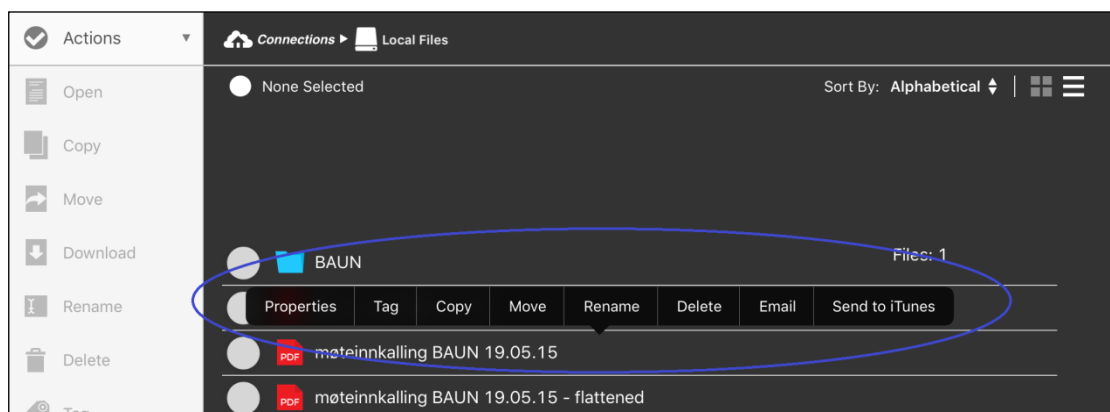 Actions ▼
Connections ▶ Local Files
None Selected
Sort By: Alphabetical
Open
Copy
Move
Download
Rename
Delete
Tag
BAUN
Files: 1
Properties Tag Copy Move Rename Delete Email Send to iTunes
PDF møteinnkalling BAUN 19.05.15
PDF møteinnkalling BAUN 19.05.15 - flattened